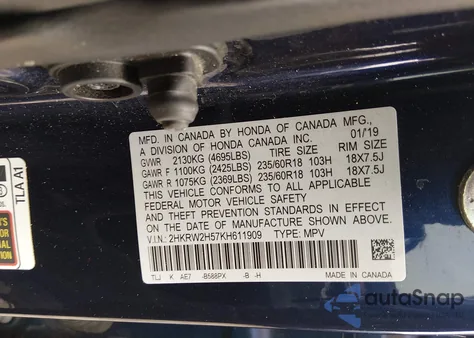 MFD. IN CANADA BY HONDA OF CANADA MFG.,
A DIVISION OF HONDA CANADA INC. 01/19
GVWR 2130KG (4695LBS) TIRE SIZE RIM SIZE
GAWR F 1100KG (2425LBS) 235/60R18 103H 18X7.5J
GAWR R 1075KG (2369LBS) 235/60R18 103H 18X7.5J
THIS VEHICLE CONFORMS TO ALL APPLICABLE
FEDERAL MOTOR VEHICLE SAFETY
AND THEFT PREVENTION STANDARDS IN EFFECT
ON THE DATE OF MANUFACTURE SHOWN ABOVE.
V.I.N: 2HKRW2H57KH611909 TYPE: MPV
TLJ K AE7 -B588PX -B -H MADE IN CANADA
TLA A1
autoSnap